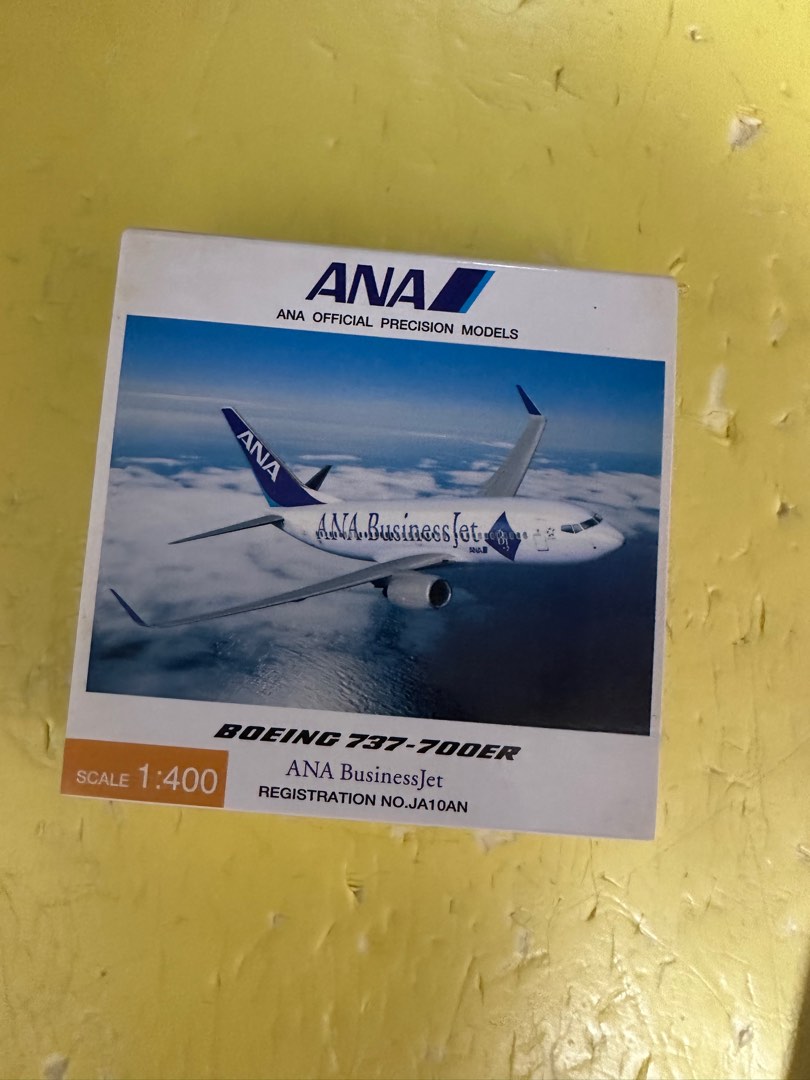 ANA
ANA OFFICIAL PRECISION MODELS
ANA
ANA BusinessJet
BJ
ANA
BOEING 737-700ER
SCALE 1:400
ANA BusinessJet
REGISTRATION NO.JA10AN